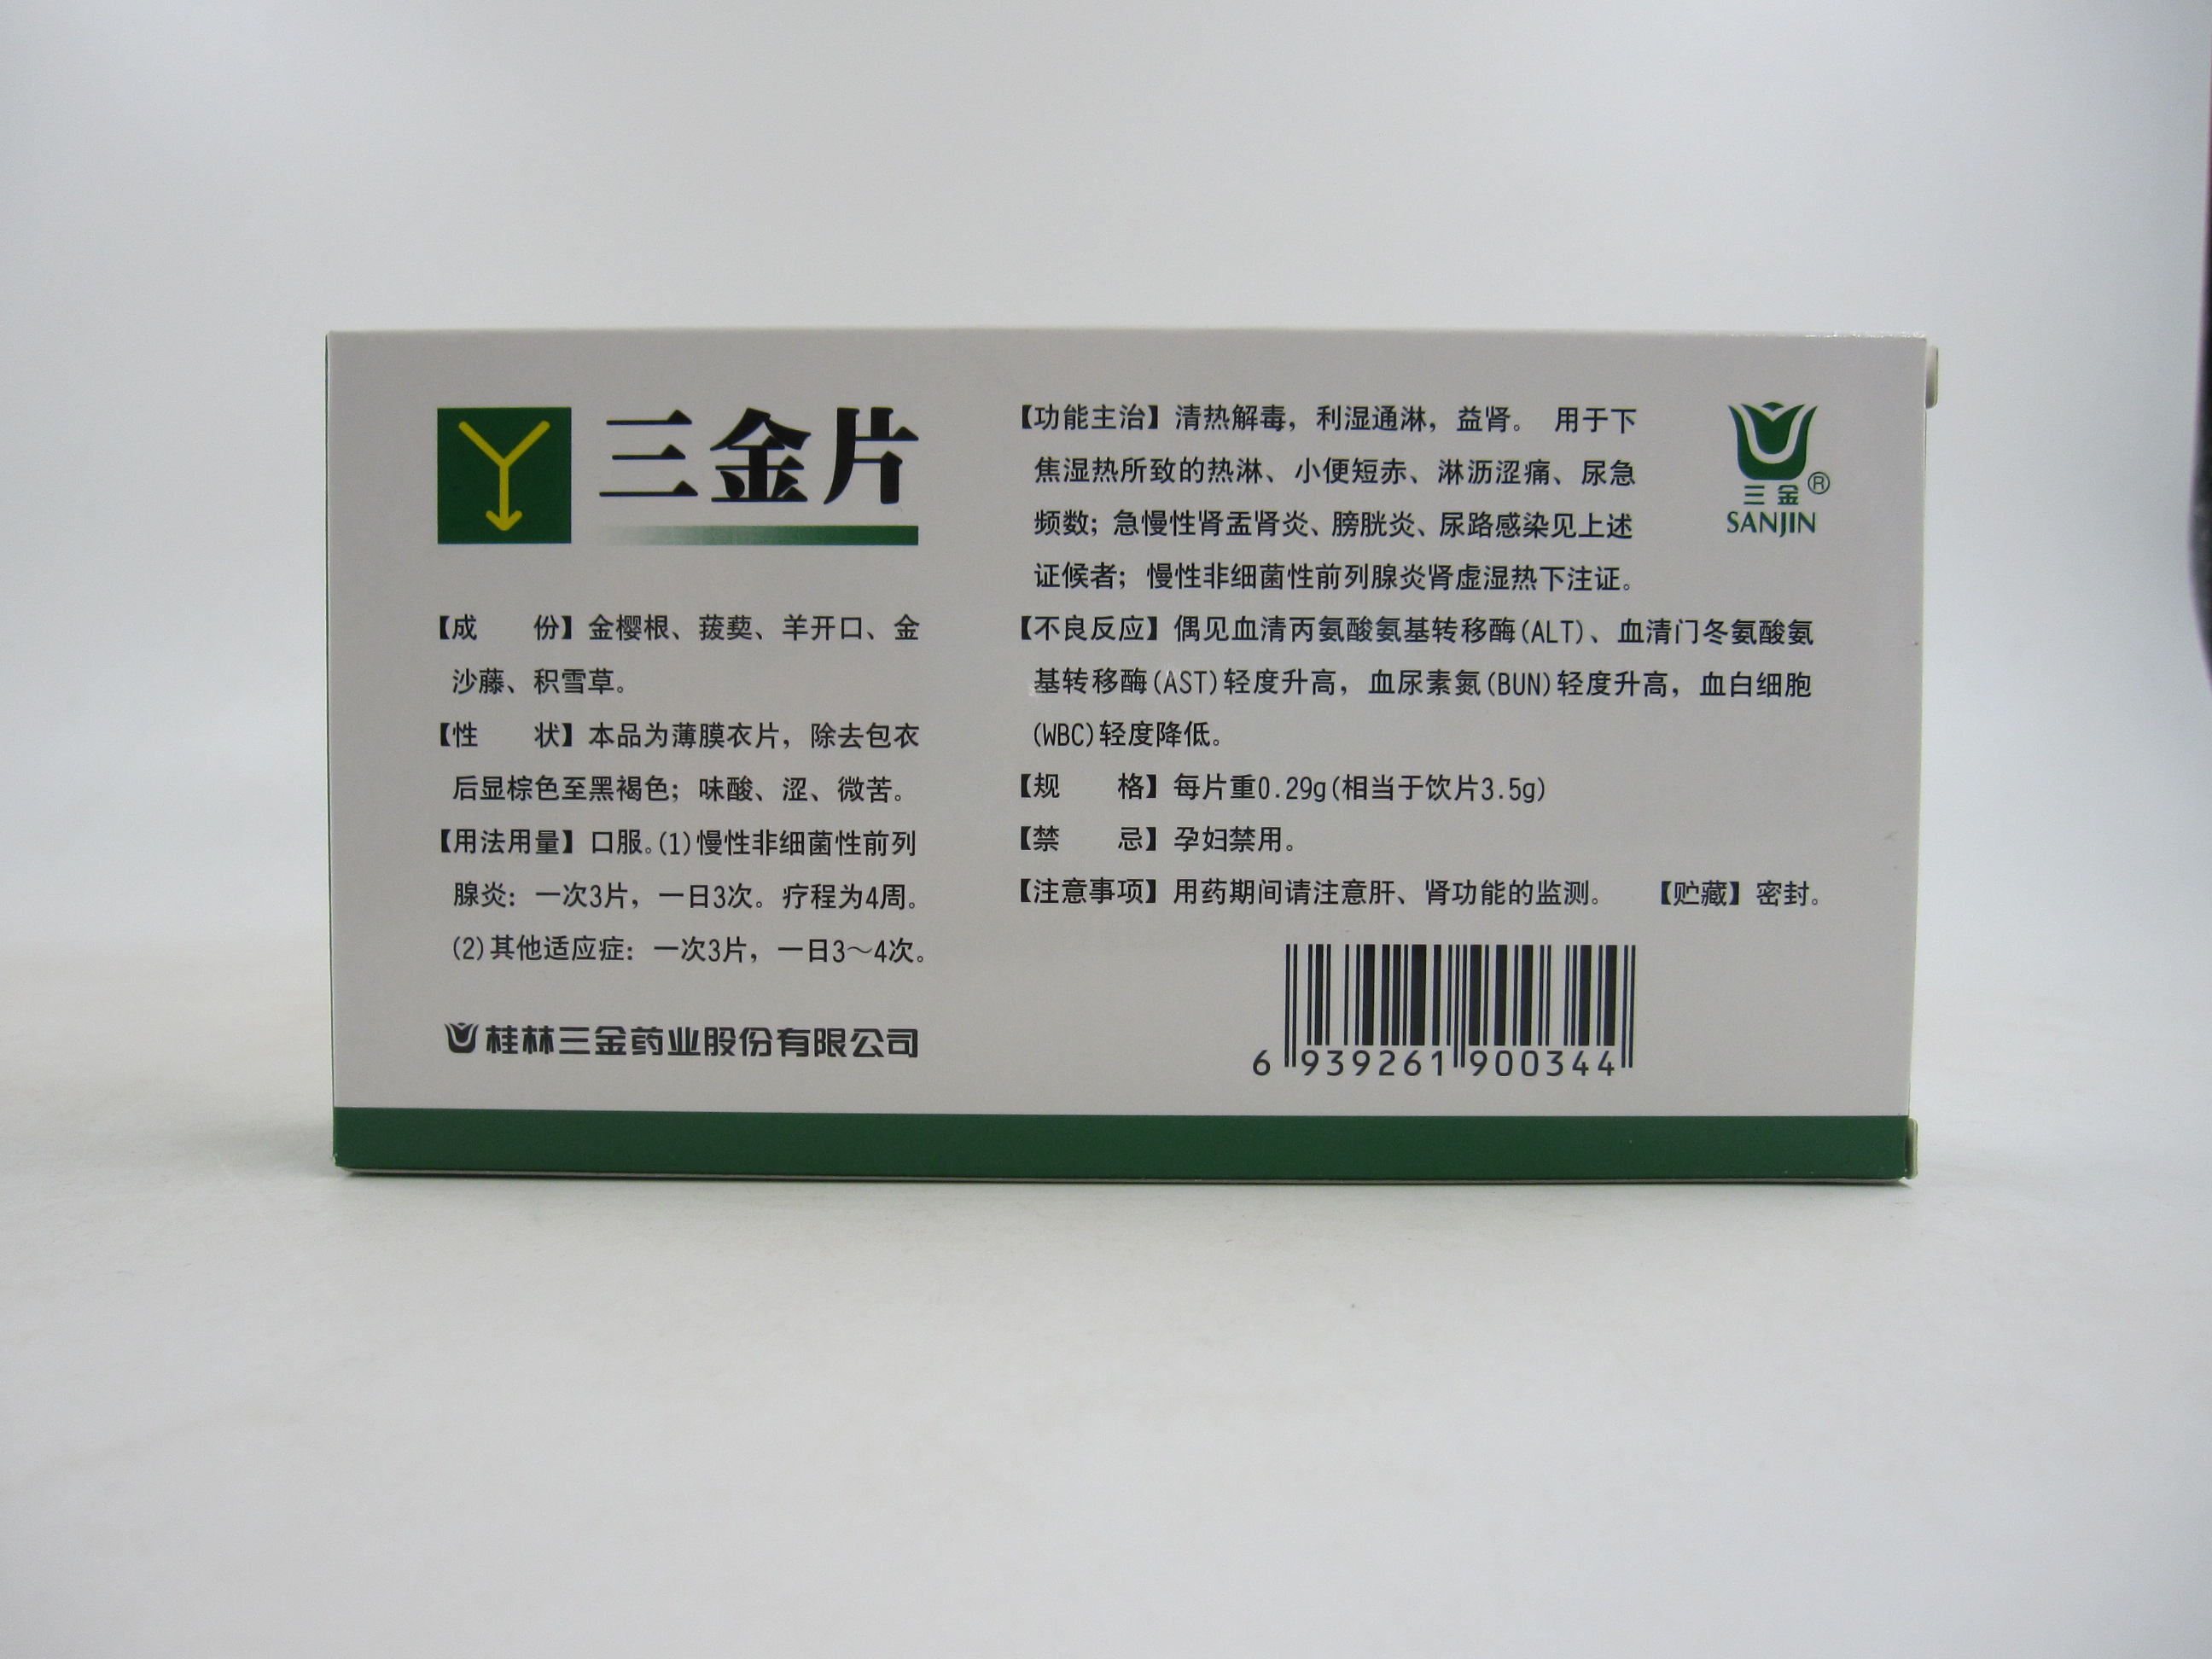 三金片
【成　　份】金樱根、菝葜、羊开口、金
沙藤、积雪草。
【性　　状】本品为薄膜衣片，除去包衣
后显棕色至黑褐色；味酸、涩、微苦。
【用法用量】口服。(1)慢性非细菌性前列
腺炎：一次3片，一日3次。疗程为4周。
(2)其他适应症：一次3片，一日3～4次。
桂林三金药业股份有限公司
【功能主治】清热解毒，利湿通淋，益肾。 用于下
焦湿热所致的热淋、小便短赤、淋沥涩痛、尿急
频数；急慢性肾盂肾炎、膀胱炎、尿路感染见上述
证候者；慢性非细菌性前列腺炎肾虚湿热下注证。
【不良反应】偶见血清丙氨酸氨基转移酶(ALT)、血清门冬氨酸氨
基转移酶(AST)轻度升高，血尿素氮(BUN)轻度升高，血白细胞
(WBC)轻度降低。
【规　　格】每片重0.29g(相当于饮片3.5g)
【禁　　忌】孕妇禁用。
【注意事项】用药期间请注意肝、肾功能的监测。　【贮藏】密封。
三金®
SANJIN
6 939261 900344